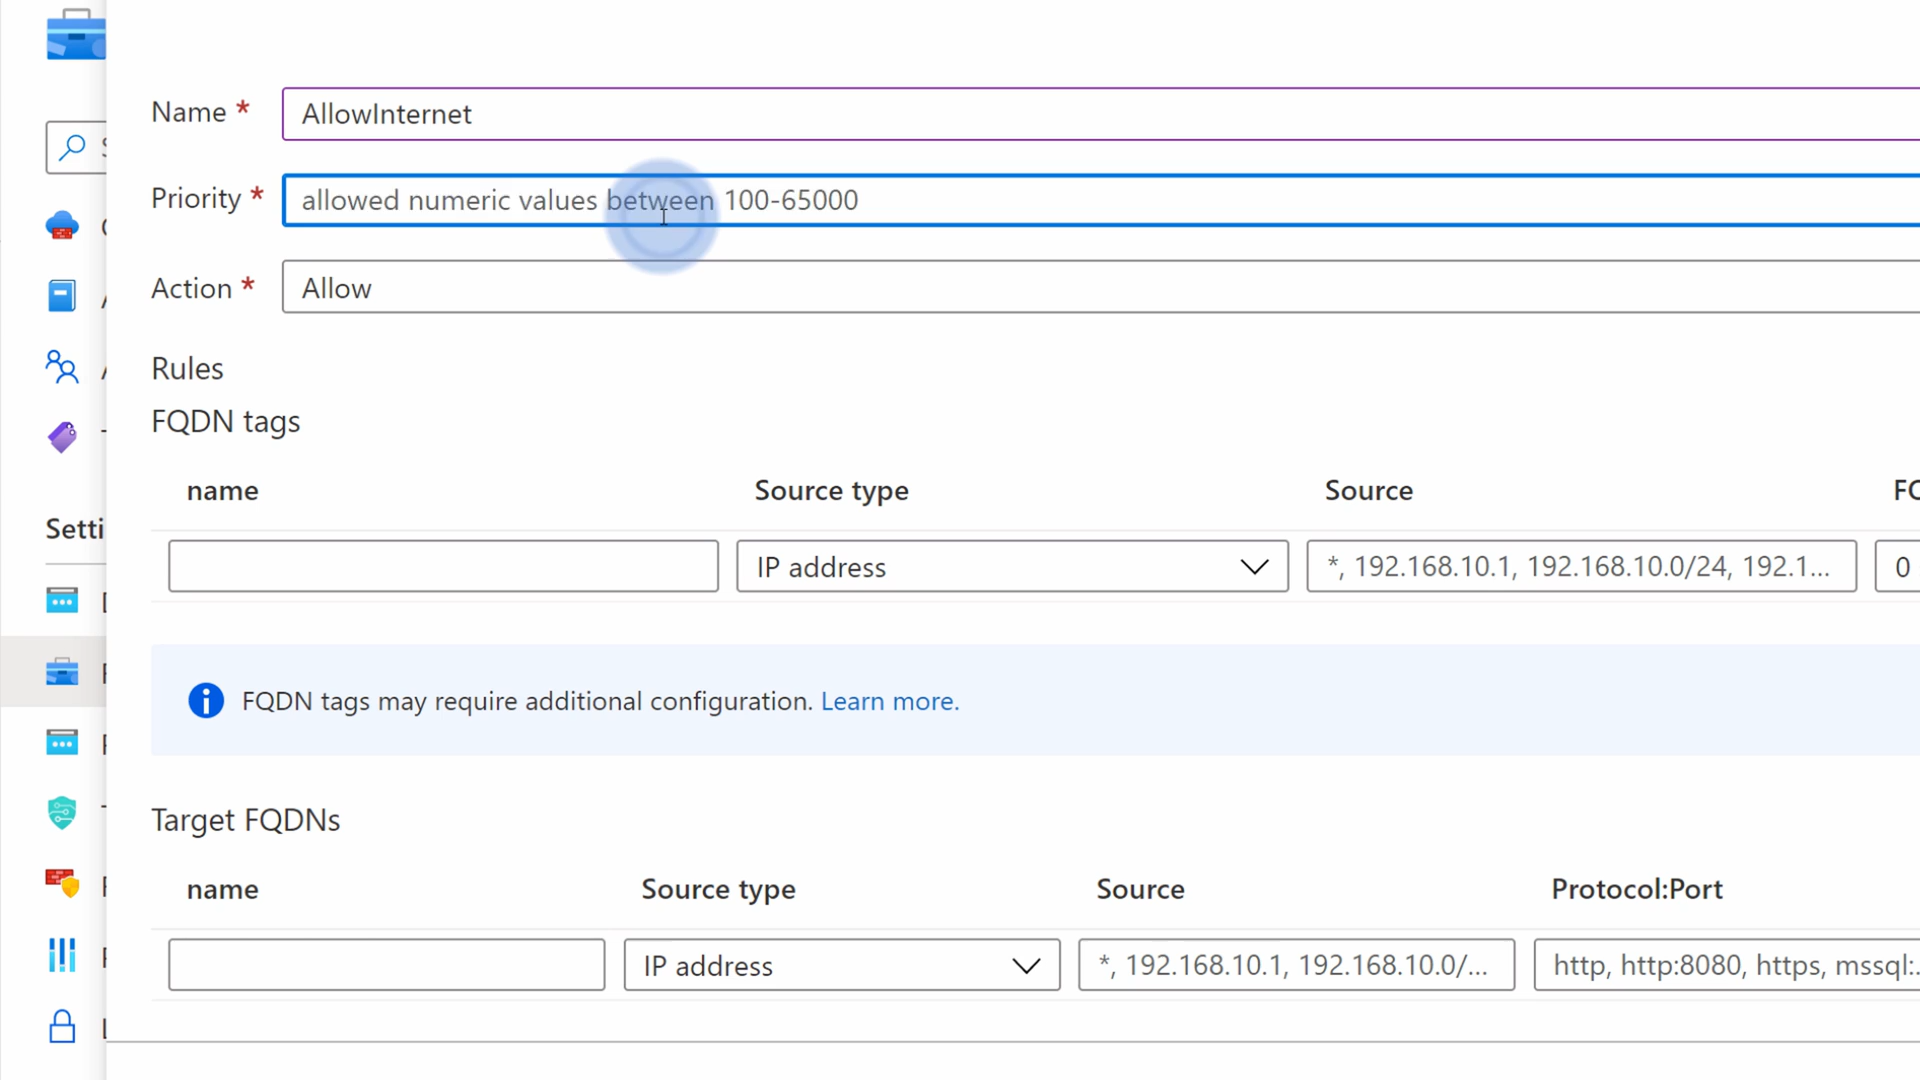 Name *
AllowInternet
Priority *
allowed numeric values between 100-65000
Action *
Allow
Rules
FQDN tags
name Source type Source
IP address *, 192.168.10.1, 192.168.10.0/24, 192.1... 0
Setti
FQDN tags may require additional configuration. Learn more.
Target FQDNs
name Source type Source Protocol:Port
IP address *, 192.168.10.1, 192.168.10.0/... http, http:8080, https, mssql:.